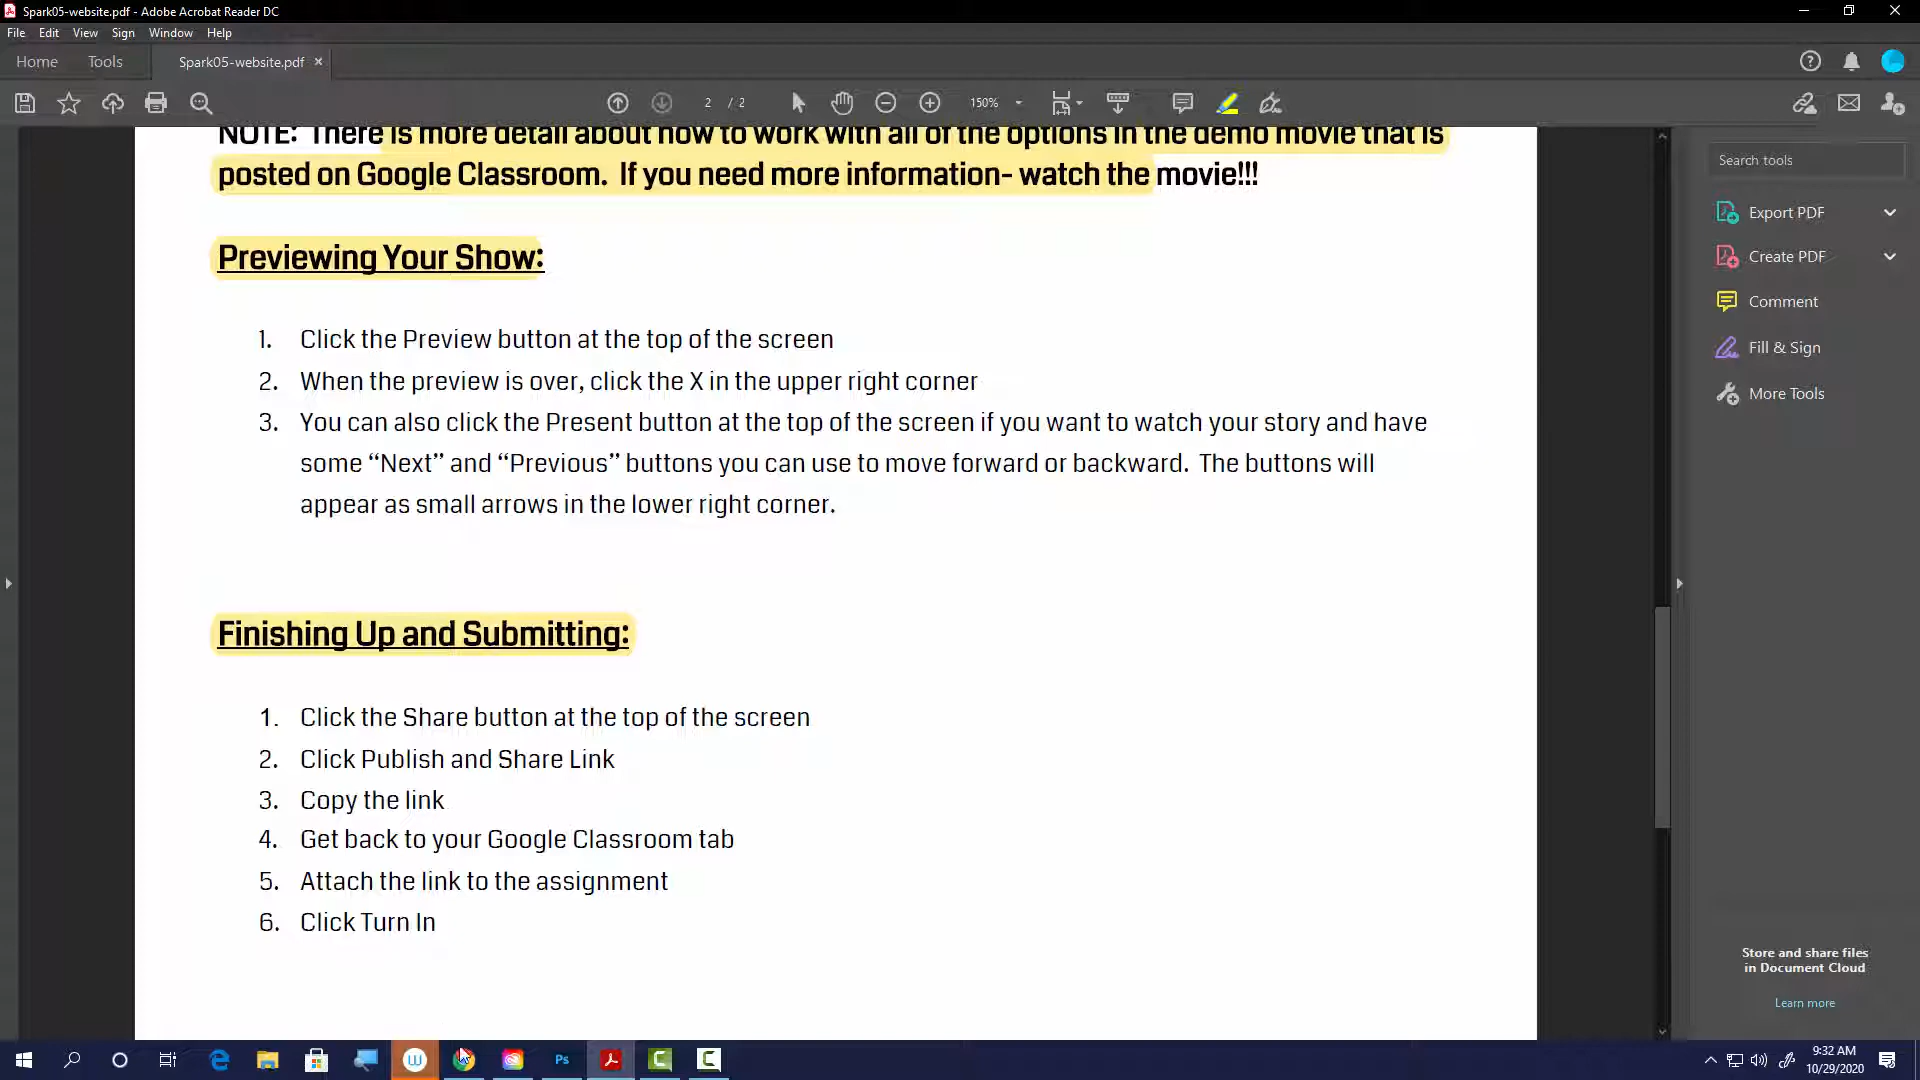 Spark05-website.pdf - Adobe Acrobat Reader DC
File Edit View Sign Window Help
Home Tools Spark05-website.pdf ×
2 / 2 150%
NOTE: There is more detail about how to work with all of the options in the demo movie that is
posted on Google Classroom. If you need more information- watch the movie!!!
Previewing Your Show:
1. Click the Preview button at the top of the screen
2. When the preview is over, click the X in the upper right corner
3. You can also click the Present button at the top of the screen if you want to watch your story and have
some “Next” and “Previous” buttons you can use to move forward or backward. The buttons will
appear as small arrows in the lower right corner.
Finishing Up and Submitting:
1. Click the Share button at the top of the screen
2. Click Publish and Share Link
3. Copy the link
4. Get back to your Google Classroom tab
5. Attach the link to the assignment
6. Click Turn In
Search tools
Export PDF
Create PDF
Comment
Fill & Sign
More Tools
Store and share files
in Document Cloud
Learn more
W
Ps
C
C
9:32 AM
10/29/2020